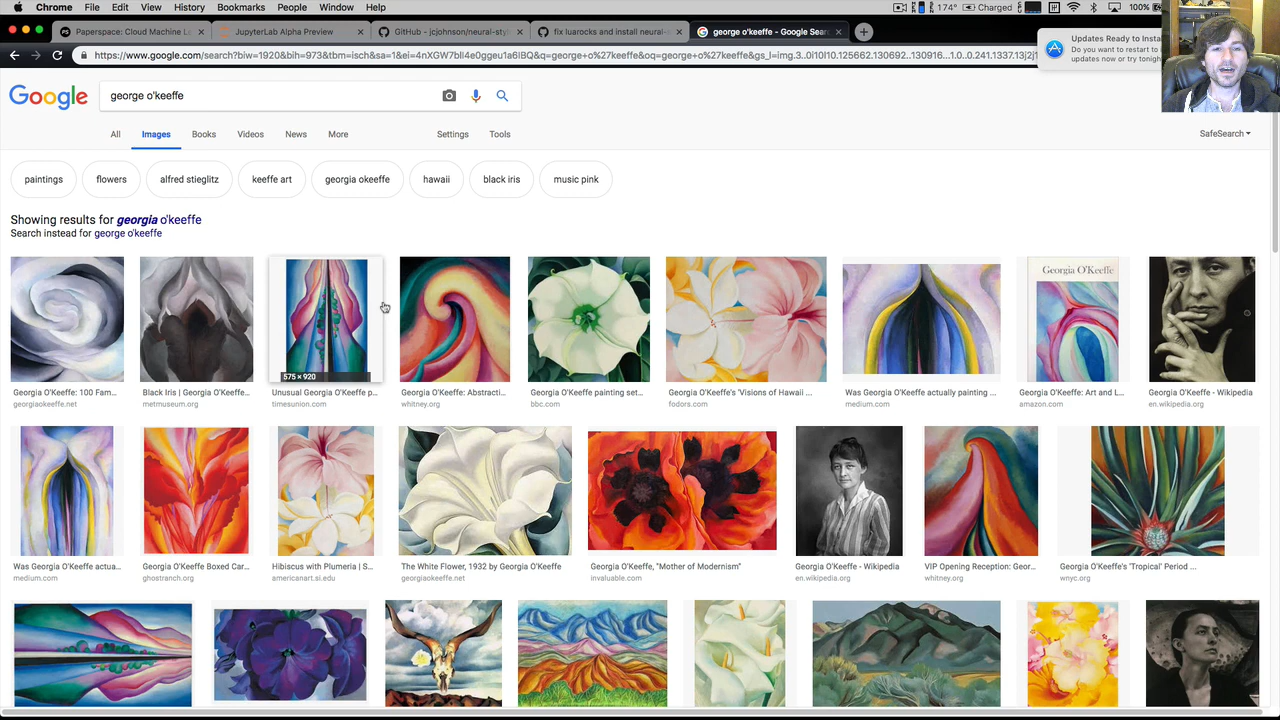 Chrome File Edit View History Bookmarks People Window Help 174° Charged 100%
Paperspace: Cloud Machine Le JupyterLab Alpha Preview GitHub - jcjohnson/neural-sty fix luarocks and install neural- george o'keeffe - Google Sear
Updates Ready to Install
Do you want to restart to
updates now or try tonigh
Google
george o'keeffe
All Images Books Videos News More Settings Tools SafeSearch
paintings flowers alfred stieglitz keeffe art georgia okeeffe hawaii black iris music pink
Showing results for georgia o'keeffe
Search instead for george o'keeffe
Georgia O'Keeffe
575 × 920
Georgia O'Keeffe: 100 Fam... Black Iris | Georgia O'Keeffe... Unusual Georgia O'Keeffe p... Georgia O'Keeffe: Abstracti... Georgia O'Keeffe painting set... Georgia O'Keeffe's 'Visions of Hawaii ... Was Georgia O'Keeffe actually painting ... Georgia O'Keeffe: Art and L... Georgia O'Keeffe - Wikipedia
georgiaokeeffe.net metmuseum.org timesunion.com whitney.org bbc.com fodors.com medium.com amazon.com en.wikipedia.org
Was Georgia O'Keeffe actua... Georgia O'Keeffe Boxed Car... Hibiscus with Plumeria | S... The White Flower, 1932 by Georgia O'Keeffe Georgia O'Keeffe, "Mother of Modernism" Georgia O'Keeffe - Wikipedia VIP Opening Reception: Geor... Georgia O'Keeffe's 'Tropical' Period ...
medium.com ghostranch.org americanart.si.edu georgiaokeeffe.net invaluable.com en.wikipedia.org whitney.org wnyc.org